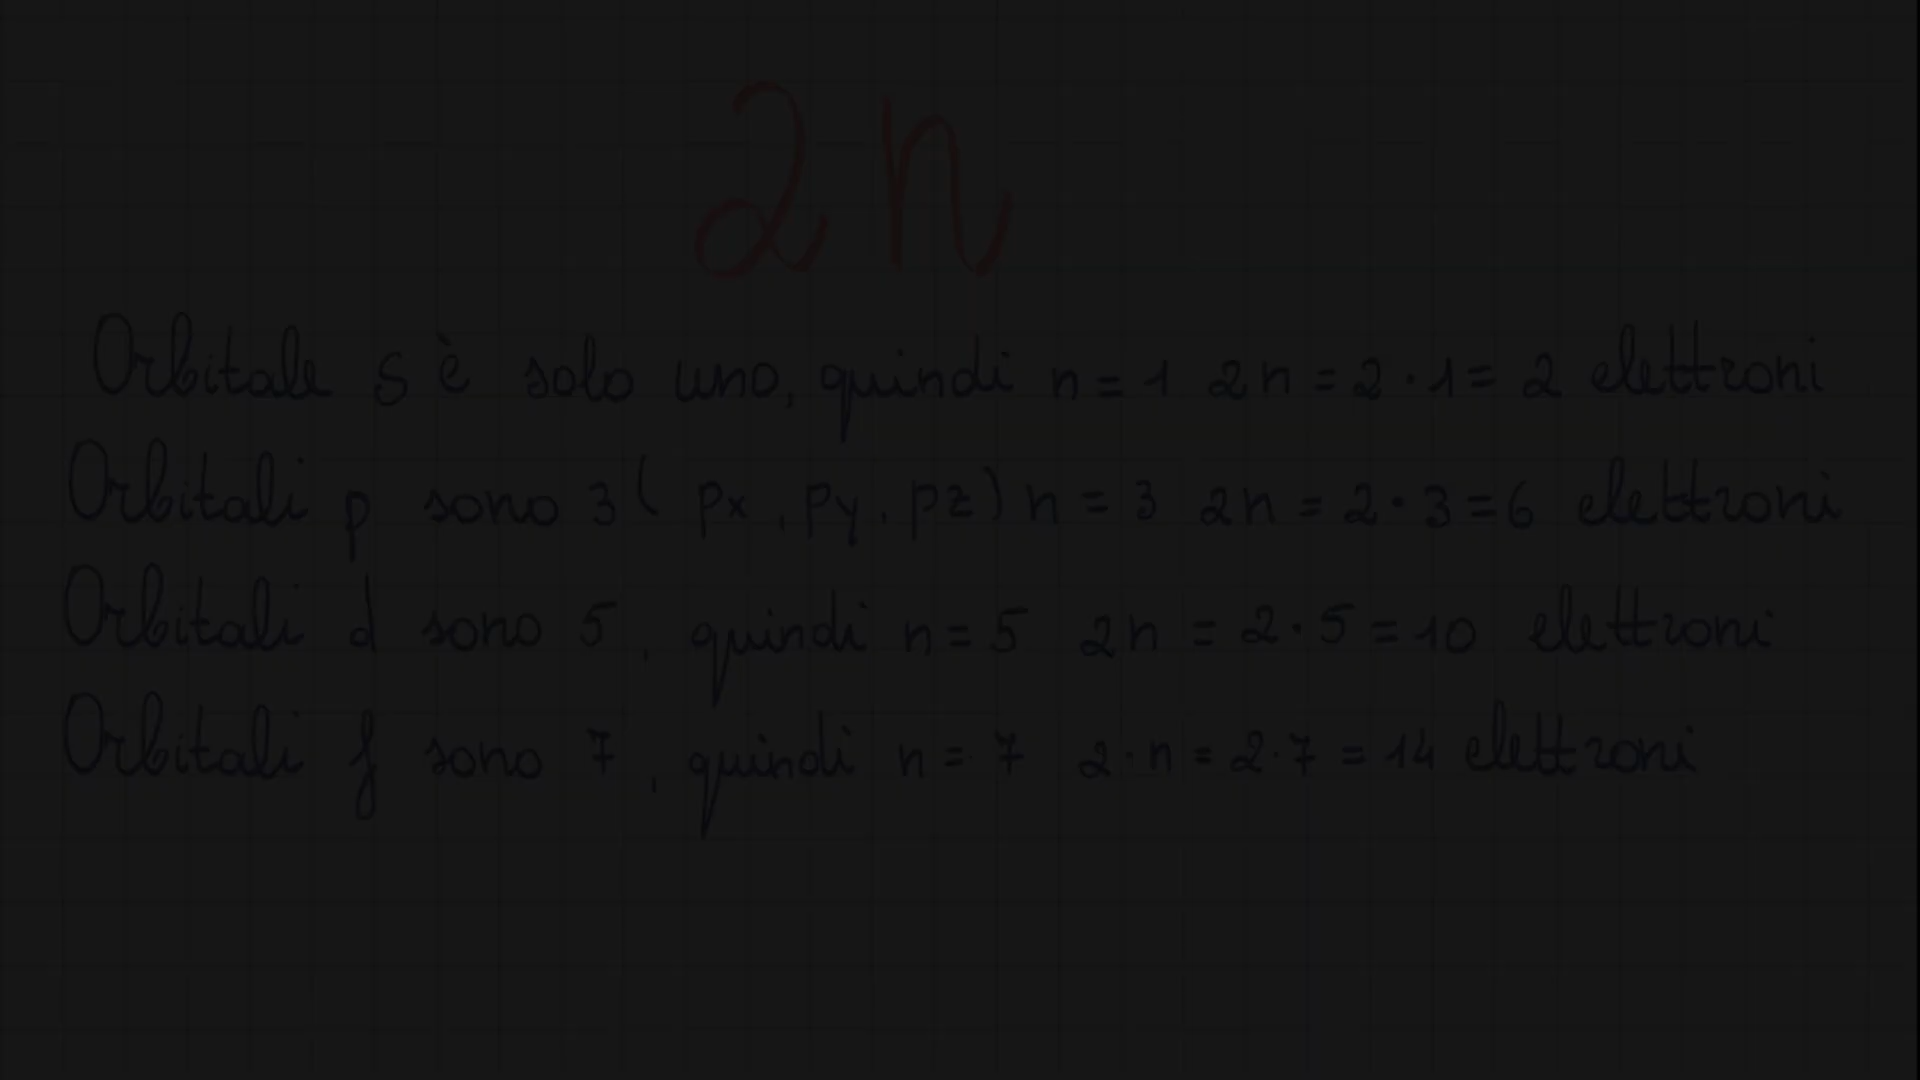 2n
Orbitale s è solo uno, quindi n = 1 2n = 2 · 1 = 2 elettroni
Orbitali p sono 3 ( px , py , pz ) n = 3 2n = 2 · 3 = 6 elettroni
Orbitali d sono 5 , quindi n = 5 2n = 2 · 5 = 10 elettroni
Orbitali f sono 7 , quindi n = 7 2 · n = 2 · 7 = 14 elettroni